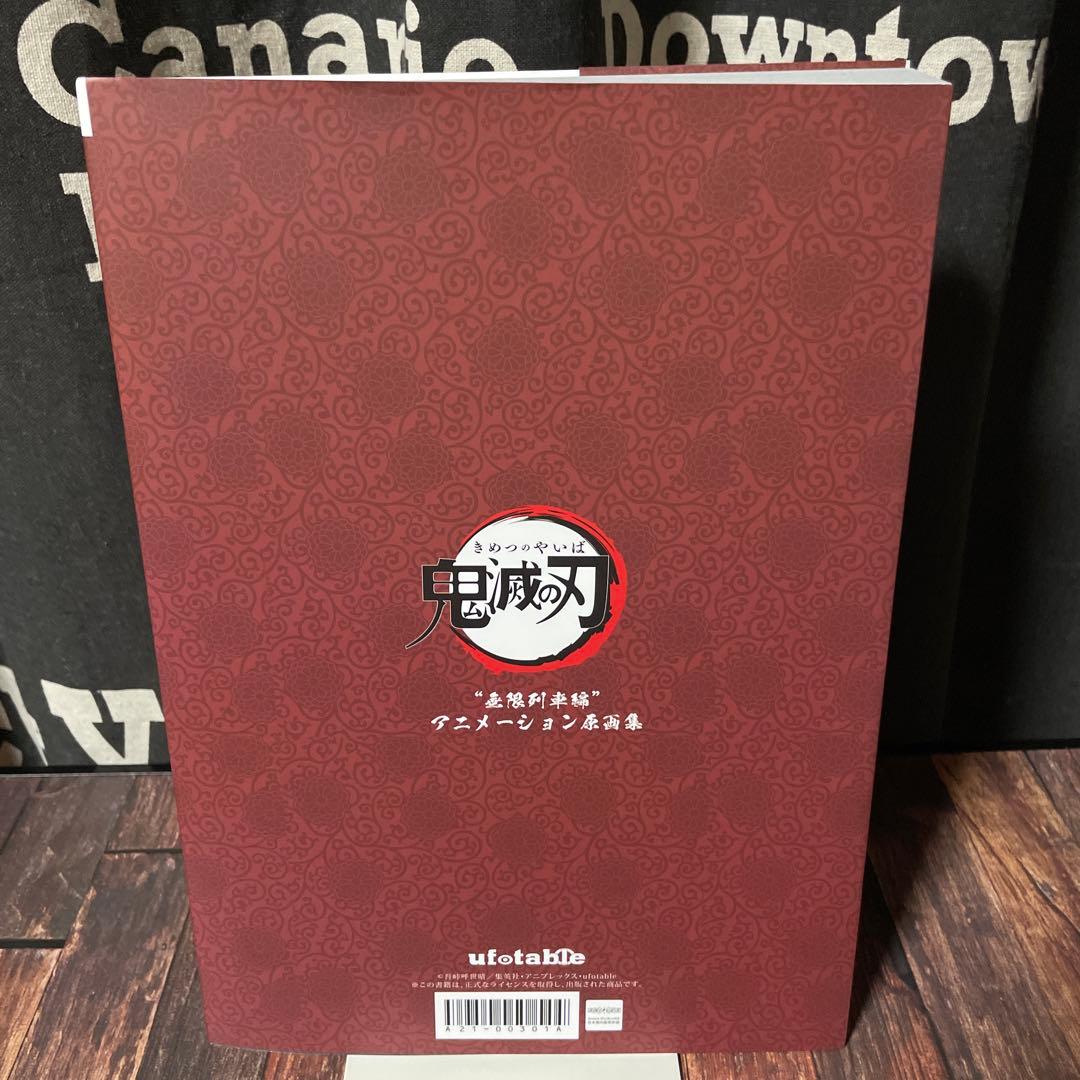 Canario Downtown
きめつのやいば
鬼滅の刃
“無限列車編”
アニメーション原画集
ufotable
©吾峠呼世晴／集英社・アニプレックス・ufotable
※この書籍は、正式なライセンスを取得し、出版された商品です。
A21-00301A